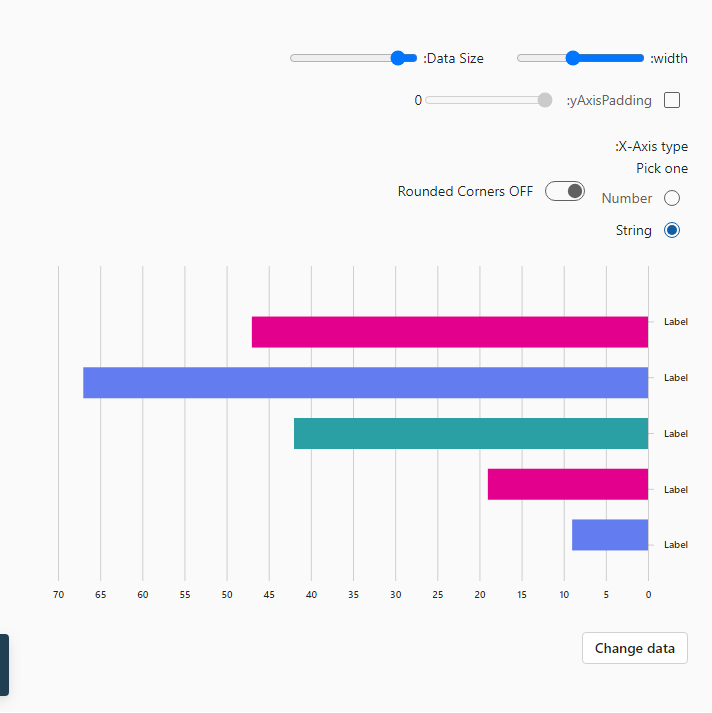 :width
:Data Size
:yAxisPadding
0
:X-Axis type
Pick one
Number
Rounded Corners OFF
String
Label
Label
Label
Label
Label
70 65 60 55 50 45 40 35 30 25 20 15 10 5 0
Change data